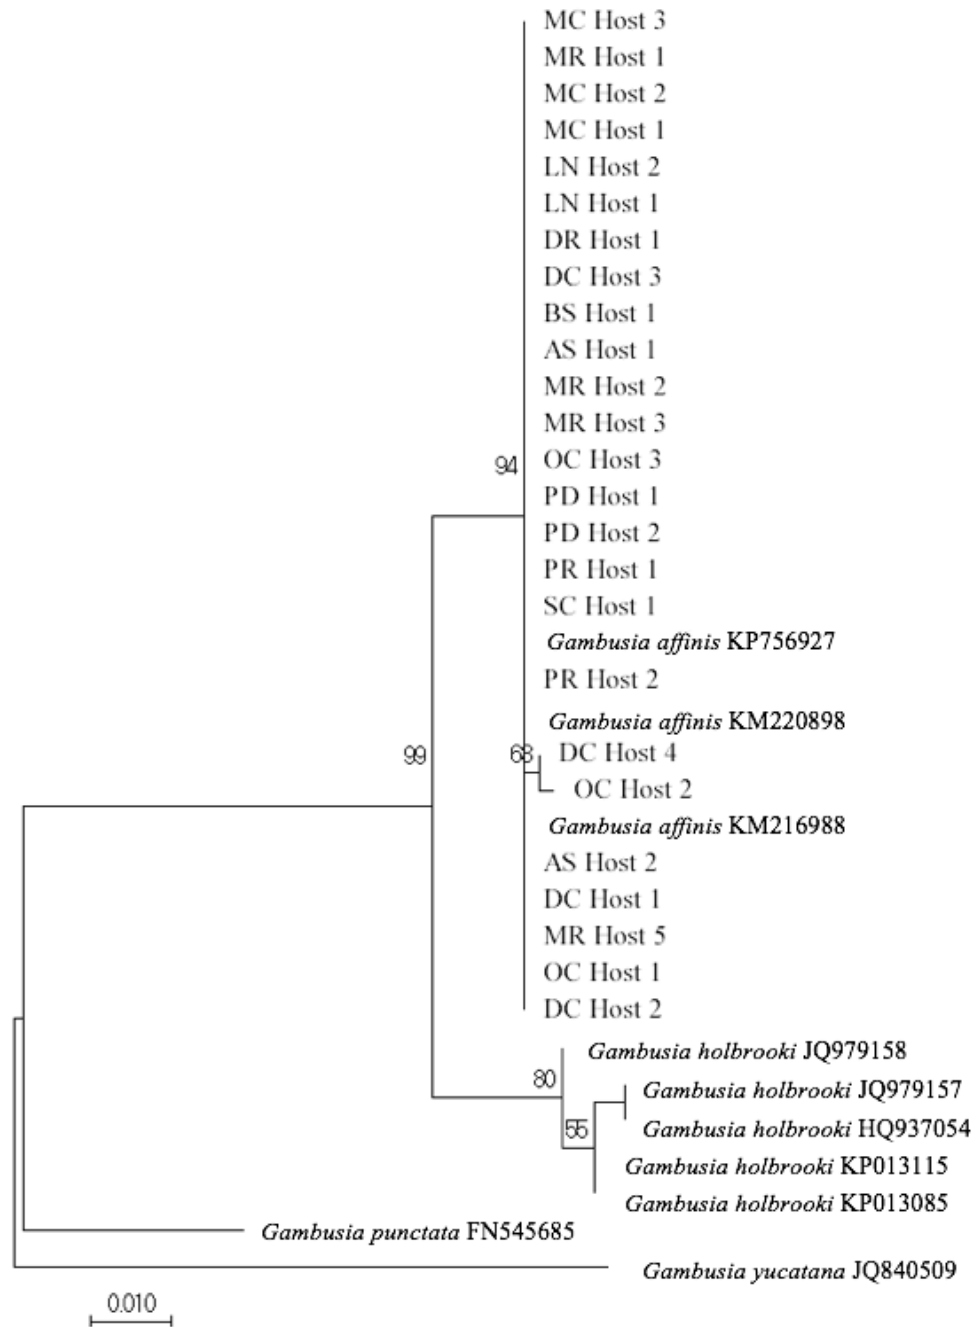 MC Host 3
MR Host 1
MC Host 2
MC Host 1
LN Host 2
LN Host 1
DR Host 1
DC Host 3
BS Host 1
AS Host 1
MR Host 2
MR Host 3
OC Host 3
94
PD Host 1
PD Host 2
PR Host 1
SC Host 1
Gambusia affinis KP756927
PR Host 2
Gambusia affinis KM220898
99
68 DC Host 4
OC Host 2
Gambusia affinis KM216988
AS Host 2
DC Host 1
MR Host 5
OC Host 1
DC Host 2
Gambusia holbrooki JQ979158
80
Gambusia holbrooki JQ979157
55 Gambusia holbrooki HQ937054
Gambusia holbrooki KP013115
Gambusia holbrooki KP013085
Gambusia punctata FN545685
Gambusia yucatana JQ840509
0.010